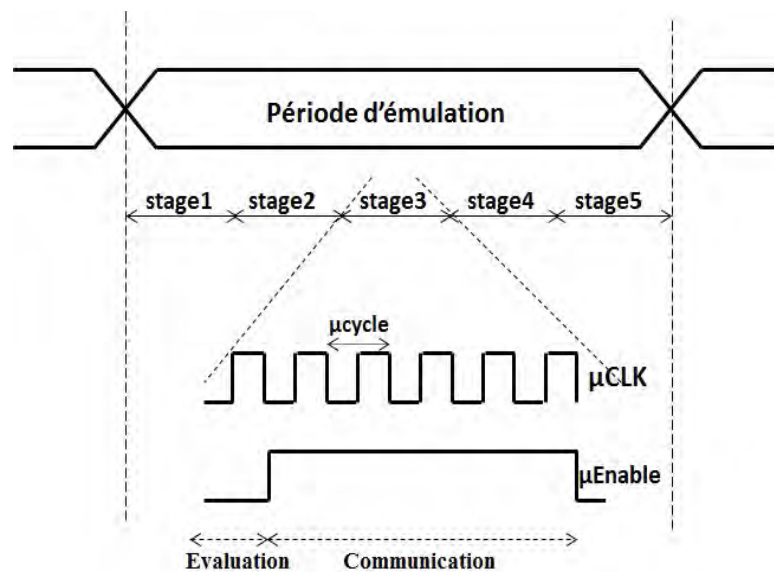 Période d'émulation
stage1 stage2 stage3 stage4 stage5
µcycle
µCLK
µEnable
Evaluation Communication